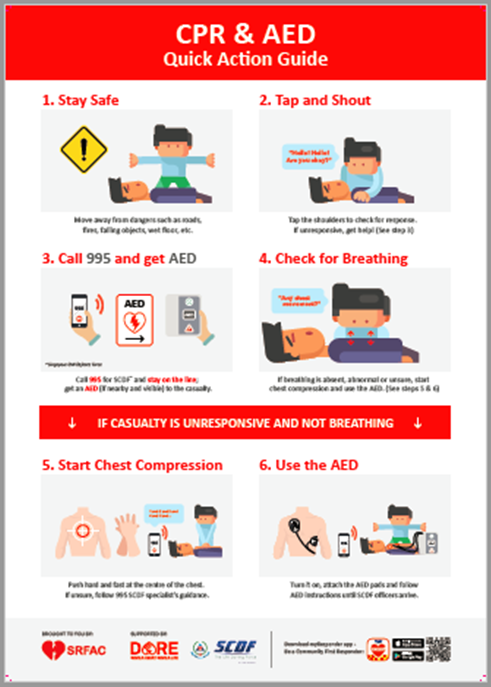 CPR & AED
Quick Action Guide
1. Stay Safe
Move away from dangers such as roads,
fires, falling objects, wet floor, etc.
2. Tap and Shout
"Hello! Hello!
Are you okay?"
Tap the shoulders to check for response.
If unresponsive, get help! (See step 3)
3. Call 995 and get AED
AED
*Singapore Civil Defence Force
Call 995 for SCDF* and stay on the line;
get an AED (if nearby and visible) to the casualty.
4. Check for Breathing
"Any chest
movement?"
If breathing is absent, abnormal or unsure, start
chest compression and use the AED. (See steps 5 & 6)
↓ IF CASUALTY IS UNRESPONSIVE AND NOT BREATHING ↓
5. Start Chest Compression
Push hard and fast at the centre of the chest.
If unsure, follow 995 SCDF specialist's guidance.
6. Use the AED
Turn it on, attach the AED pads and follow
AED instructions until SCDF officers arrive.
BROUGHT TO YOU BY:
SRFAC
SUPPORTED BY:
DORE
SCDF
Download myResponder app -
Be a Community First Responder!